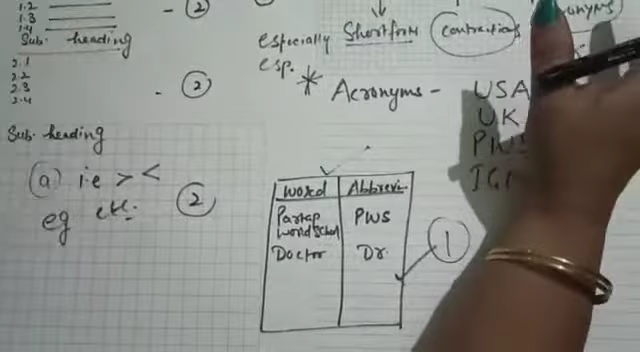 1.2
1.3
1.4
- 2
Sub. heading
2.1
2.2
2.3
2.4
- 2
Sub. heading
(a) i.e > <
eg etc.
2
especially Shortform Contractions
esp.
* Acronyms - USA
UK
PWS
Word Abbrevi.
Partap World School PWS
Doctor Dr.
1